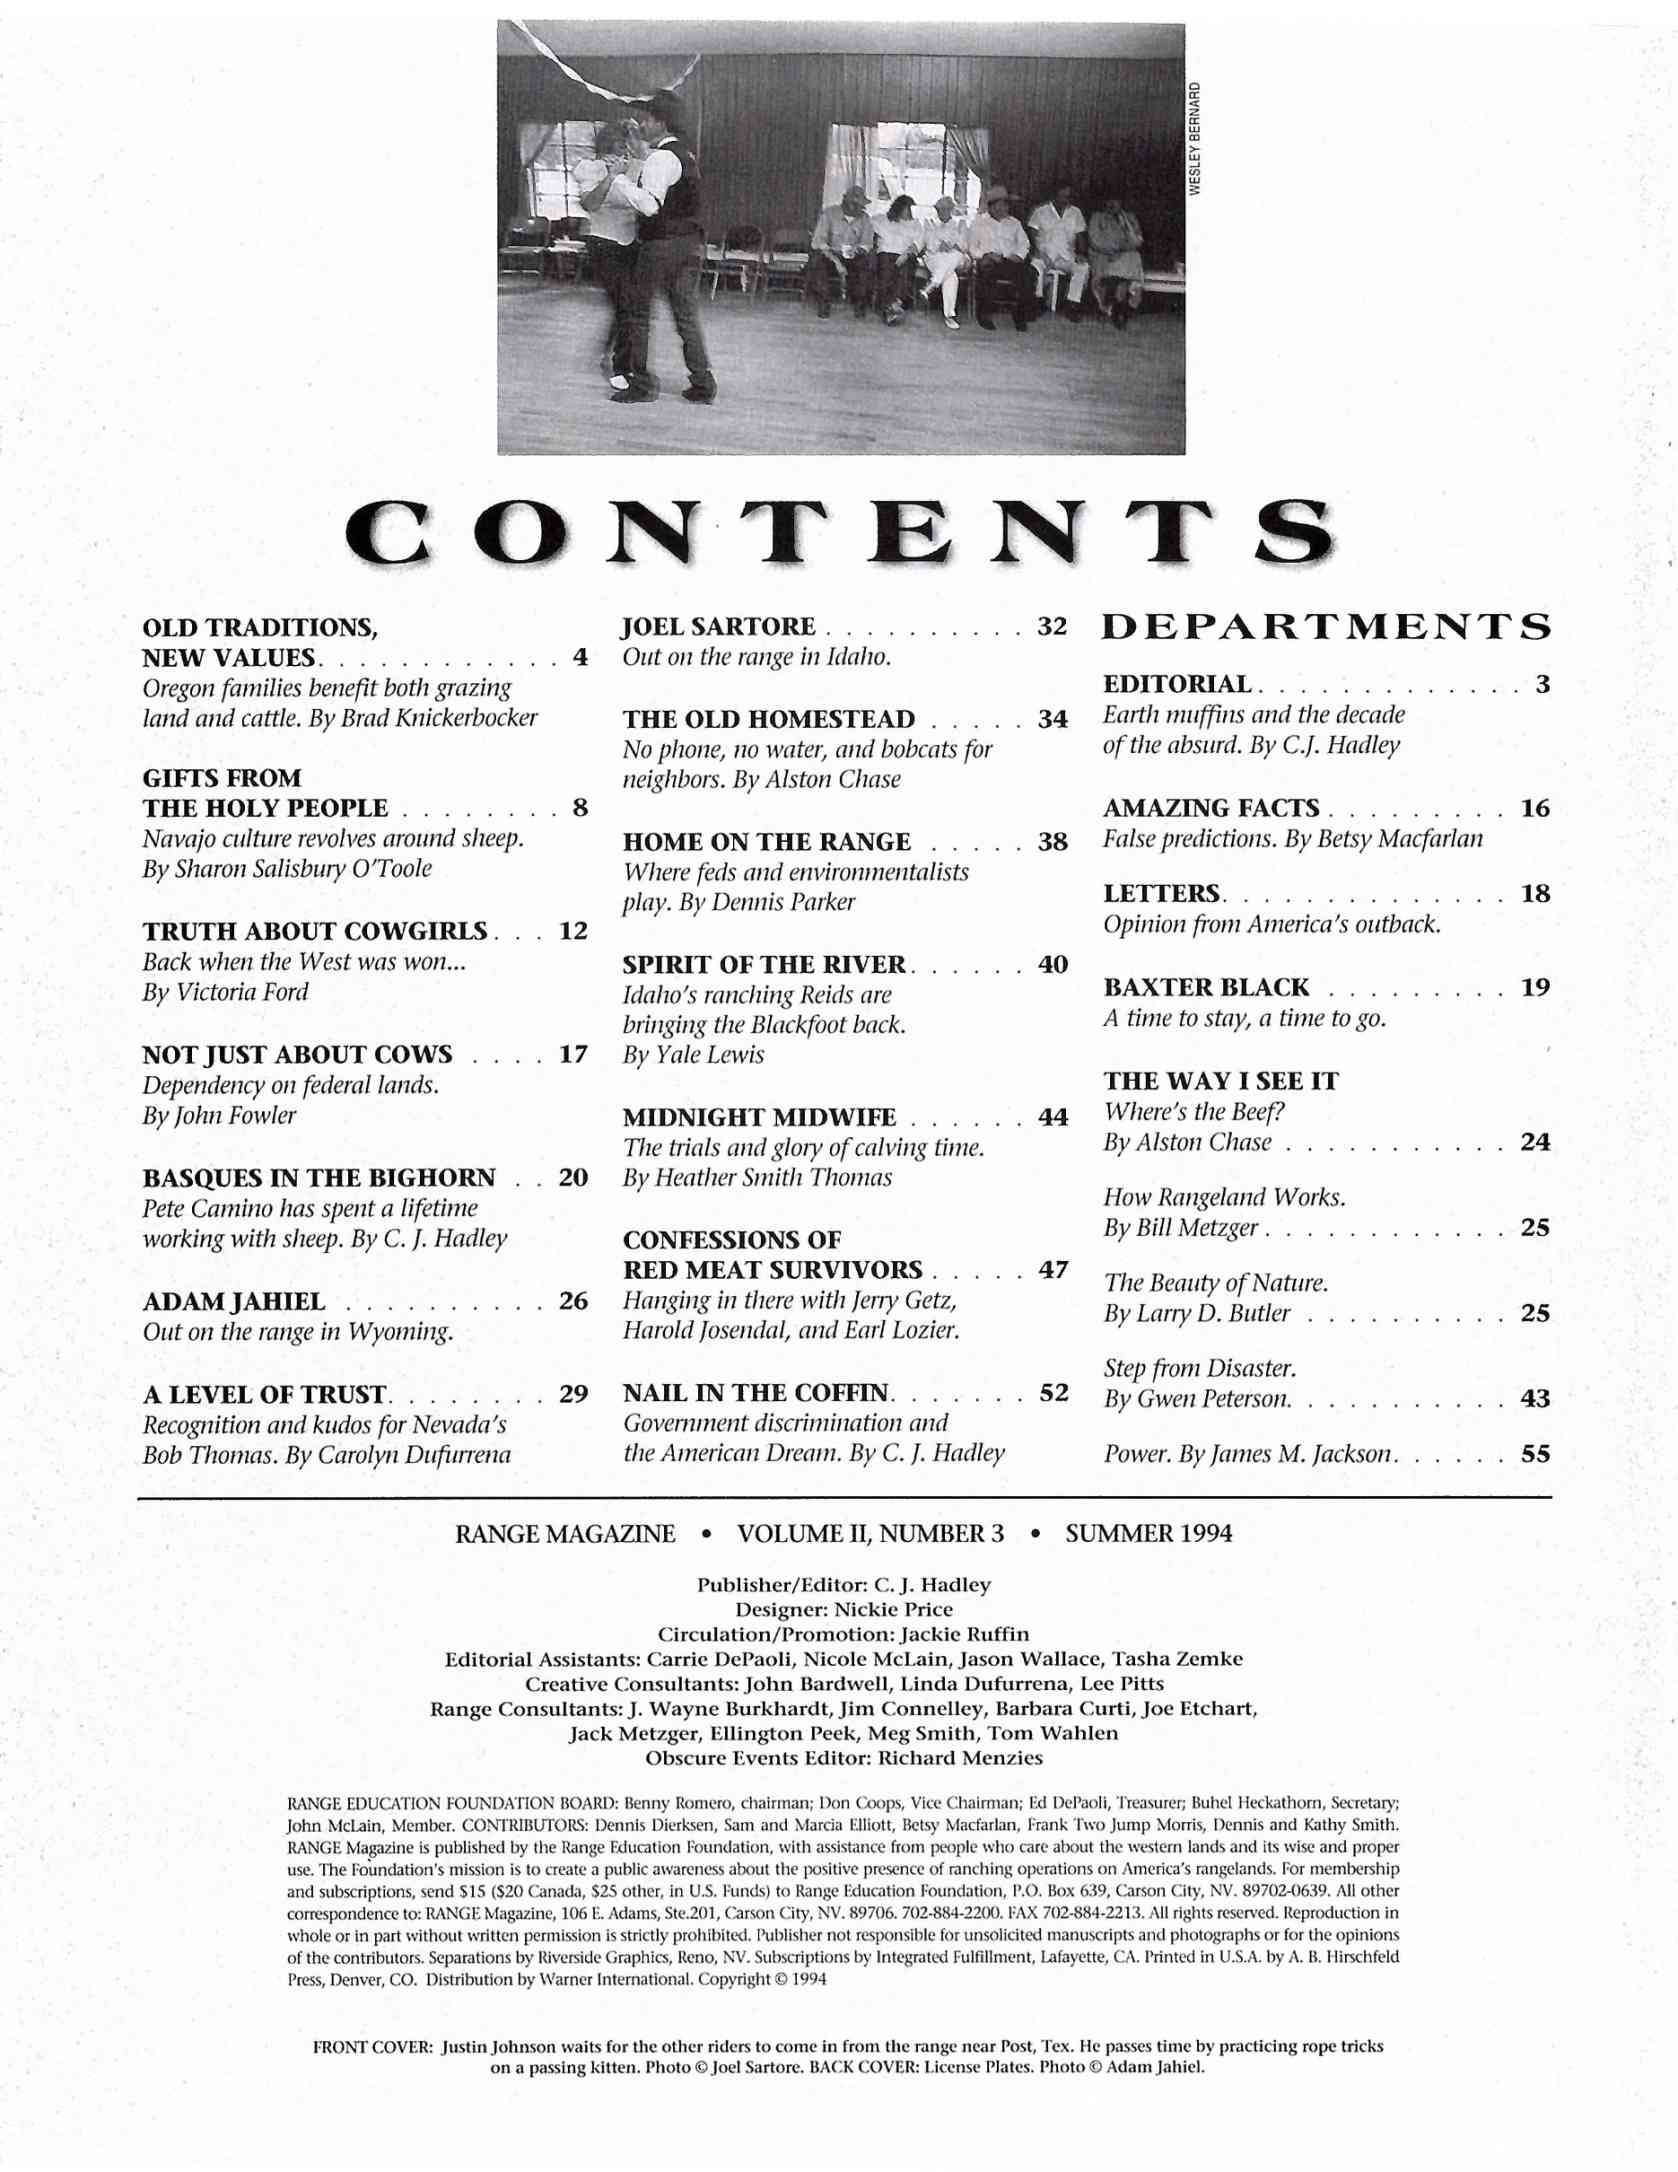 WESLEY BERNARD
CONTENTS
OLD TRADITIONS,
NEW VALUES. . . . . . . . . . . . 4
Oregon families benefit both grazing
land and cattle. By Brad Knickerbocker
GIFTS FROM
THE HOLY PEOPLE . . . . . . . . 8
Navajo culture revolves around sheep.
By Sharon Salisbury O'Toole
TRUTH ABOUT COWGIRLS. . . 12
Back when the West was won...
By Victoria Ford
NOT JUST ABOUT COWS . . . . 17
Dependency on federal lands.
By John Fowler
BASQUES IN THE BIGHORN . . 20
Pete Camino has spent a lifetime
working with sheep. By C. J. Hadley
ADAM JAHIEL . . . . . . . . . . 26
Out on the range in Wyoming.
A LEVEL OF TRUST. . . . . . . . 29
Recognition and kudos for Nevada's
Bob Thomas. By Carolyn Dufurrena
JOEL SARTORE . . . . . . . . . . 32
Out on the range in Idaho.
THE OLD HOMESTEAD . . . . . 34
No phone, no water, and bobcats for
neighbors. By Alston Chase
HOME ON THE RANGE . . . . . 38
Where feds and environmentalists
play. By Dennis Parker
SPIRIT OF THE RIVER. . . . . . 40
Idaho's ranching Reids are
bringing the Blackfoot back.
By Yale Lewis
MIDNIGHT MIDWIFE . . . . . . 44
The trials and glory of calving time.
By Heather Smith Thomas
CONFESSIONS OF
RED MEAT SURVIVORS . . . . . 47
Hanging in there with Jerry Getz,
Harold Josendal, and Earl Lozier.
NAIL IN THE COFFIN. . . . . . . 52
Government discrimination and
the American Dream. By C. J. Hadley
DEPARTMENTS
EDITORIAL. . . . . . . . . . . . . 3
Earth muffins and the decade
of the absurd. By C.J. Hadley
AMAZING FACTS. . . . . . . . . 16
False predictions. By Betsy Macfarlan
LETTERS. . . . . . . . . . . . . . 18
Opinion from America's outback.
BAXTER BLACK . . . . . . . . . 19
A time to stay, a time to go.
THE WAY I SEE IT
Where's the Beef?
By Alston Chase . . . . . . . . . . . 24
How Rangeland Works.
By Bill Metzger. . . . . . . . . . . . 25
The Beauty of Nature.
By Larry D. Butler . . . . . . . . . . 25
Step from Disaster.
By Gwen Peterson. . . . . . . . . . . 43
Power. By James M. Jackson. . . . . . 55
RANGE MAGAZINE • VOLUME II, NUMBER 3 • SUMMER 1994
Publisher/Editor: C. J. Hadley
Designer: Nickie Price
Circulation/Promotion: Jackie Ruffin
Editorial Assistants: Carrie DePaoli, Nicole McLain, Jason Wallace, Tasha Zemke
Creative Consultants: John Bardwell, Linda Dufurrena, Lee Pitts
Range Consultants: J. Wayne Burkhardt, Jim Connelley, Barbara Curti, Joe Etchart,
Jack Metzger, Ellington Peek, Meg Smith, Tom Wahlen
Obscure Events Editor: Richard Menzies
RANGE EDUCATION FOUNDATION BOARD: Benny Romero, chairman; Don Coops, Vice Chairman; Ed DePaoli, Treasurer; Buhel Heckathorn, Secretary;
John McLain, Member. CONTRIBUTORS: Dennis Dierksen, Sam and Marcia Elliott, Betsy Macfarlan, Frank Two Jump Morris, Dennis and Kathy Smith.
RANGE Magazine is published by the Range Education Foundation, with assistance from people who care about the western lands and its wise and proper
use. The Foundation's mission is to create a public awareness about the positive presence of ranching operations on America's rangelands. For membership
and subscriptions, send $15 ($20 Canada, $25 other, in U.S. Funds) to Range Education Foundation, P.O. Box 639, Carson City, NV. 89702-0639. All other
correspondence to: RANGE Magazine, 106 E. Adams, Ste.201, Carson City, NV. 89706. 702-884-2200. FAX 702-884-2213. All rights reserved. Reproduction in
whole or in part without written permission is strictly prohibited. Publisher not responsible for unsolicited manuscripts and photographs or for the opinions
of the contributors. Separations by Riverside Graphics, Reno, NV. Subscriptions by Integrated Fulfillment, Lafayette, CA. Printed in U.S.A. by A. B. Hirschfeld
Press, Denver, CO. Distribution by Warner International. Copyright © 1994
FRONT COVER: Justin Johnson waits for the other riders to come in from the range near Post, Tex. He passes time by practicing rope tricks
on a passing kitten. Photo © Joel Sartore. BACK COVER: License Plates. Photo © Adam Jahiel.